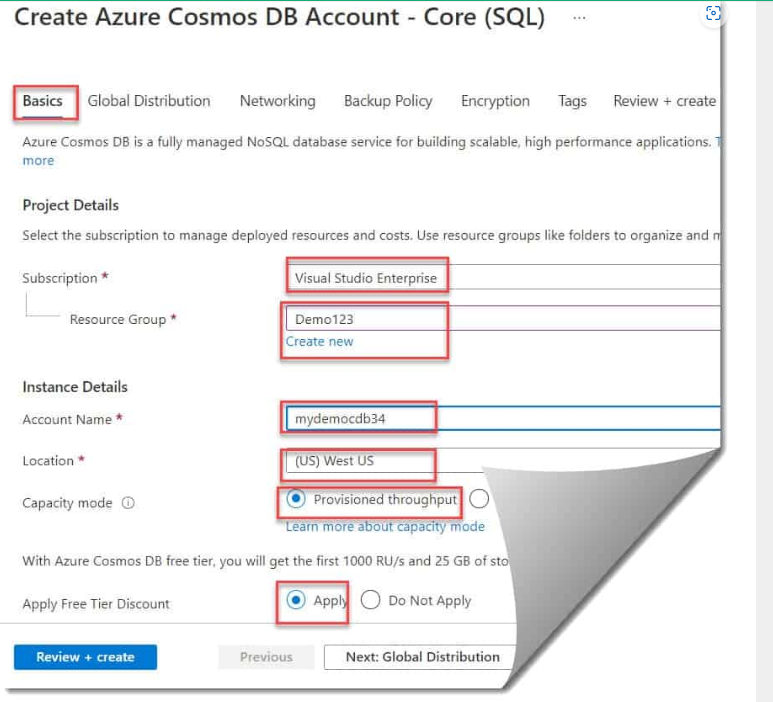 Create Azure Cosmos DB Account - Core (SQL) ...
Basics Global Distribution Networking Backup Policy Encryption Tags Review + create
Azure Cosmos DB is a fully managed NoSQL database service for building scalable, high performance applications.
more
Project Details
Select the subscription to manage deployed resources and costs. Use resource groups like folders to organize and
Subscription *
Visual Studio Enterprise
Resource Group *
Demo123
Create new
Instance Details
Account Name *
mydemocdb34
Location *
(US) West US
Capacity mode
Provisioned throughput
Learn more about capacity mode
With Azure Cosmos DB free tier, you will get the first 1000 RU/s and 25 GB of
Apply Free Tier Discount
Apply Do Not Apply
Review + create Previous Next: Global Distribution